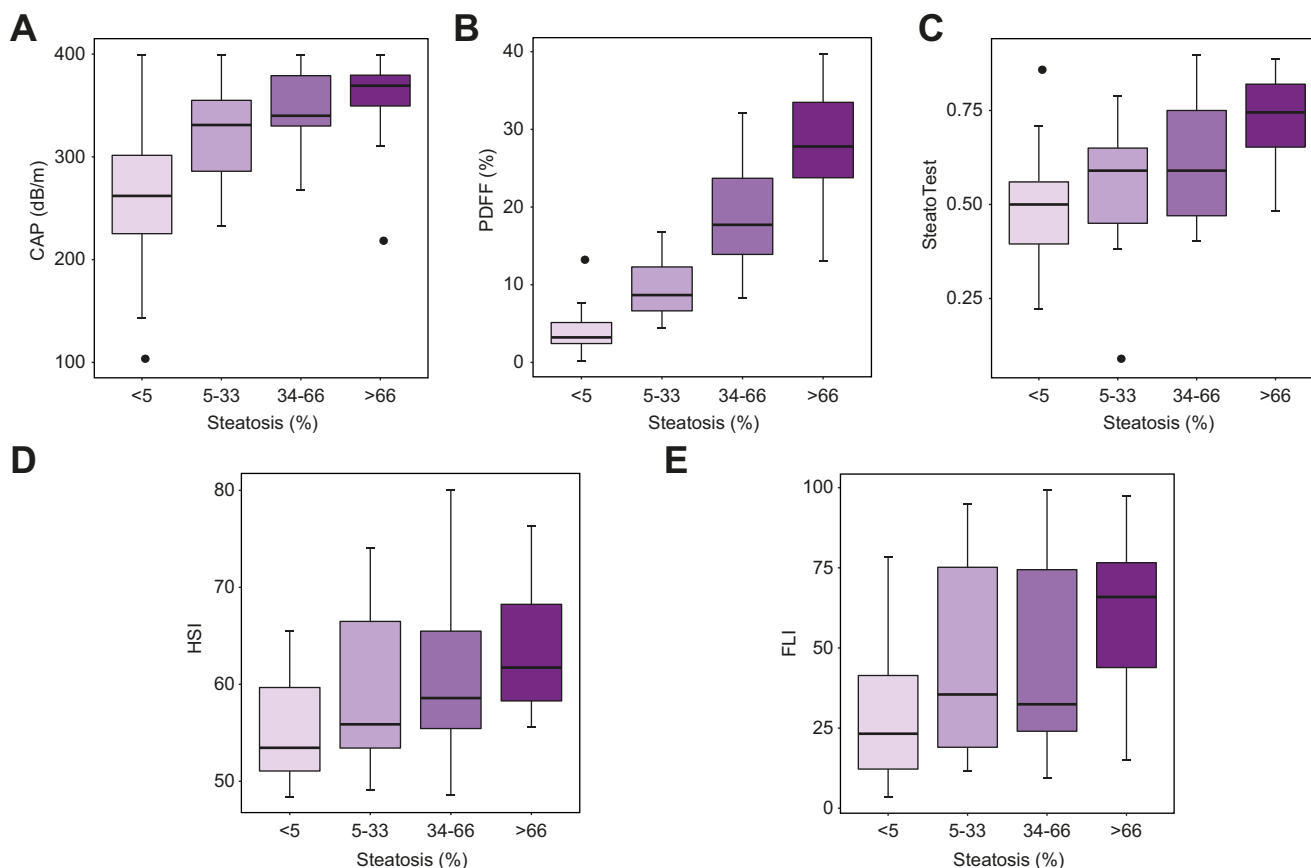 A
CAP (dB/m)
400
300
200
100
<5
5-33
34-66
>66
Steatosis (%)
B
PDFF (%)
40
30
20
10
0
<5
5-33
34-66
>66
Steatosis (%)
C
SteatoTest
0.75
0.50
0.25
<5
5-33
34-66
>66
Steatosis (%)
D
HSI
80
70
60
50
<5
5-33
34-66
>66
Steatosis (%)
E
FLI
100
75
50
25
0
<5
5-33
34-66
>66
Steatosis (%)